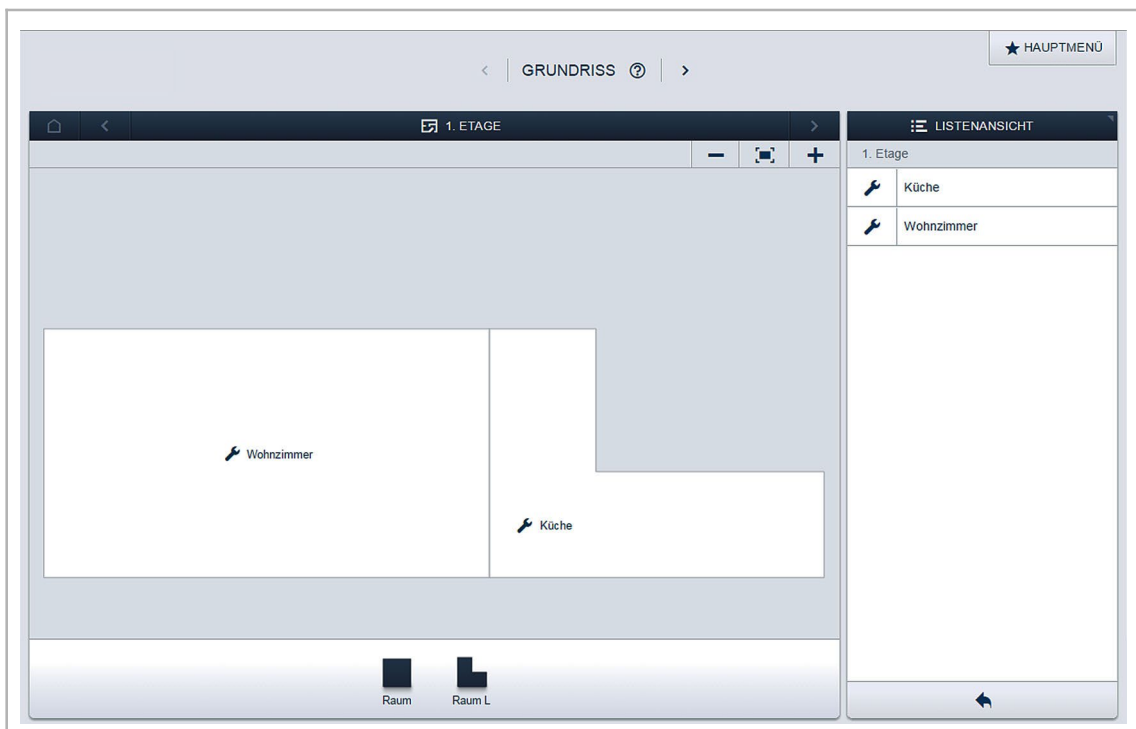 HAUPTMENÜ
GRUNDRISS
1. ETAGE
LISTENANSICHT
1. Etage
Küche
Wohnzimmer
Wohnzimmer
Küche
Raum
Raum L